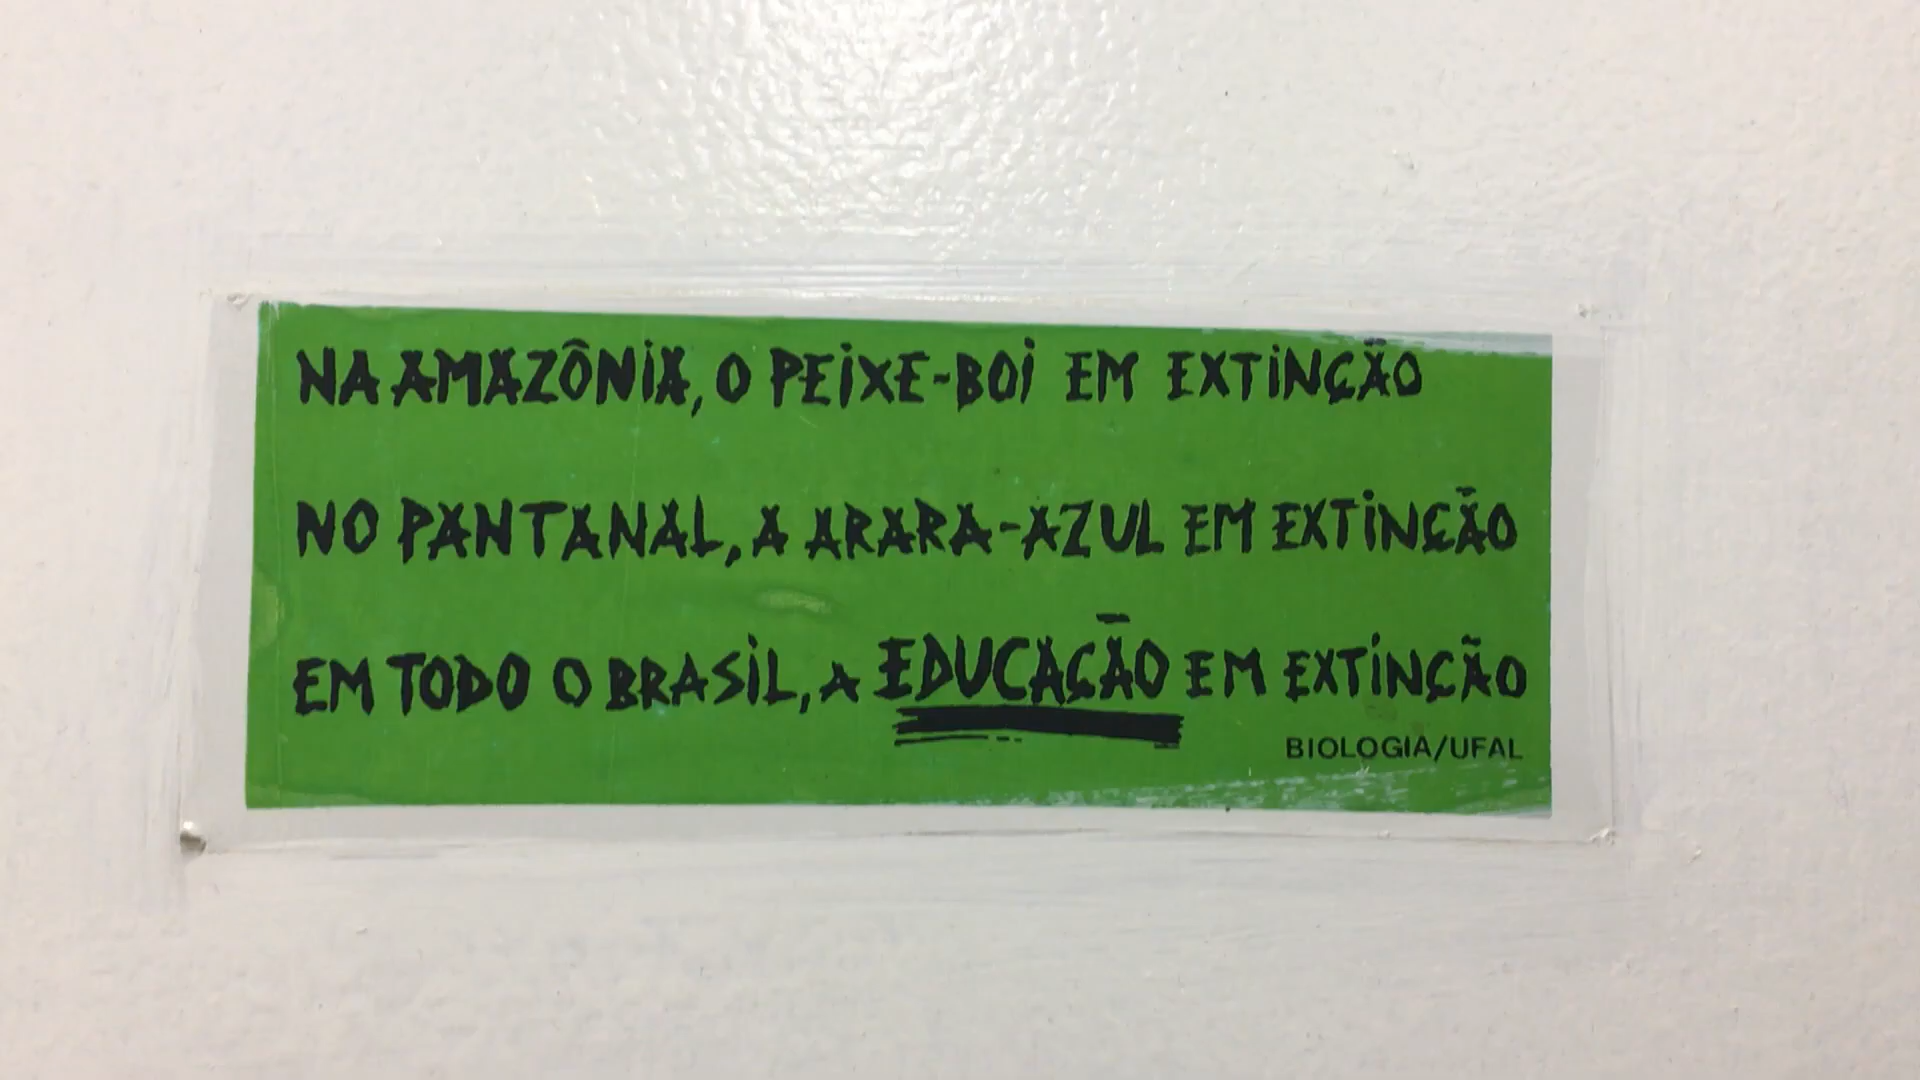 NA AMAZÔNIA, O PEIXE-BOI EM EXTINÇÃO
NO PANTANAL, A ARARA-AZUL EM EXTINÇÃO
EM TODO O BRASIL, A EDUCAÇÃO EM EXTINÇÃO
BIOLOGIA/UFAL